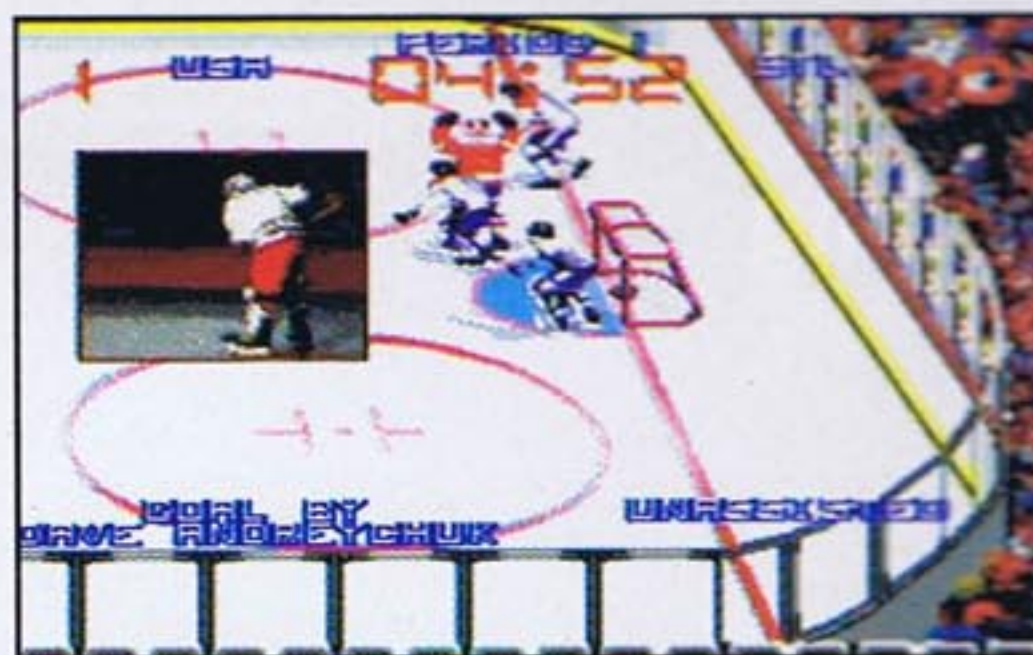 PERIOD 1
1 USA 04:52
GOAL BY
DAVE ANDREYCHUK
UNASSISTED